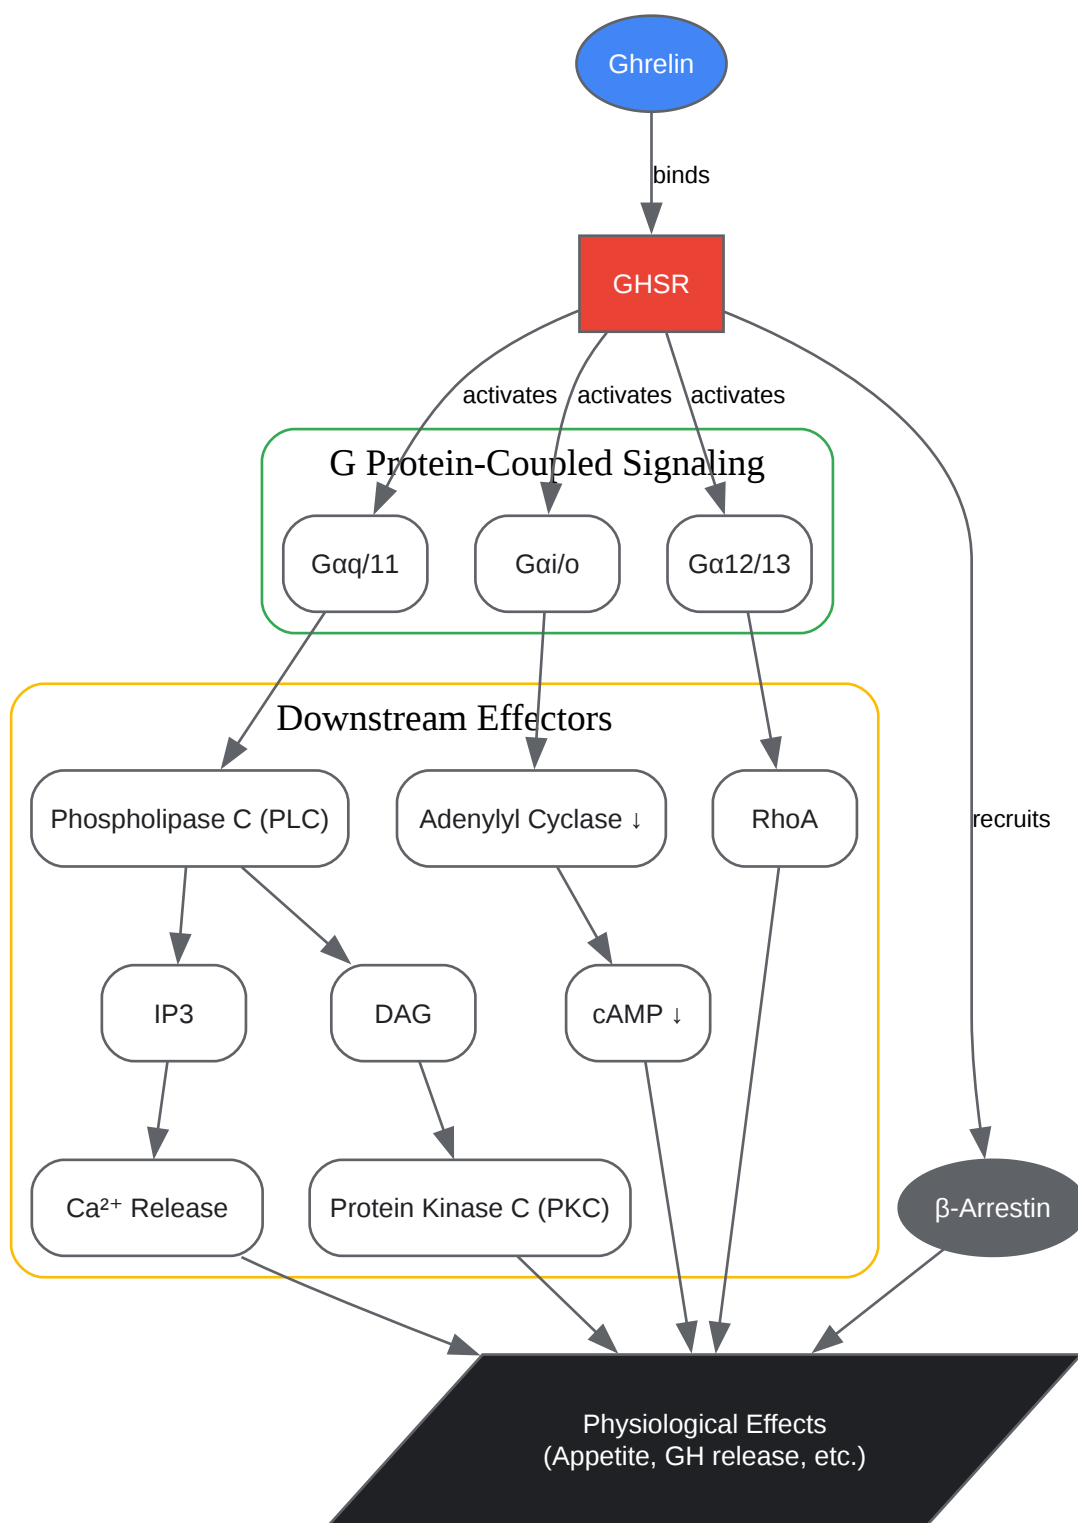 Ghrelin
binds
GHSR
activates
activates
activates
G Protein-Coupled Signaling
Gαq/11
Gαi/o
Gα12/13
Downstream Effectors
Phospholipase C (PLC)
Adenylyl Cyclase ↓
RhoA
recruits
IP3
DAG
cAMP ↓
Ca²⁺ Release
Protein Kinase C (PKC)
β-Arrestin
Physiological Effects
(Appetite, GH release, etc.)